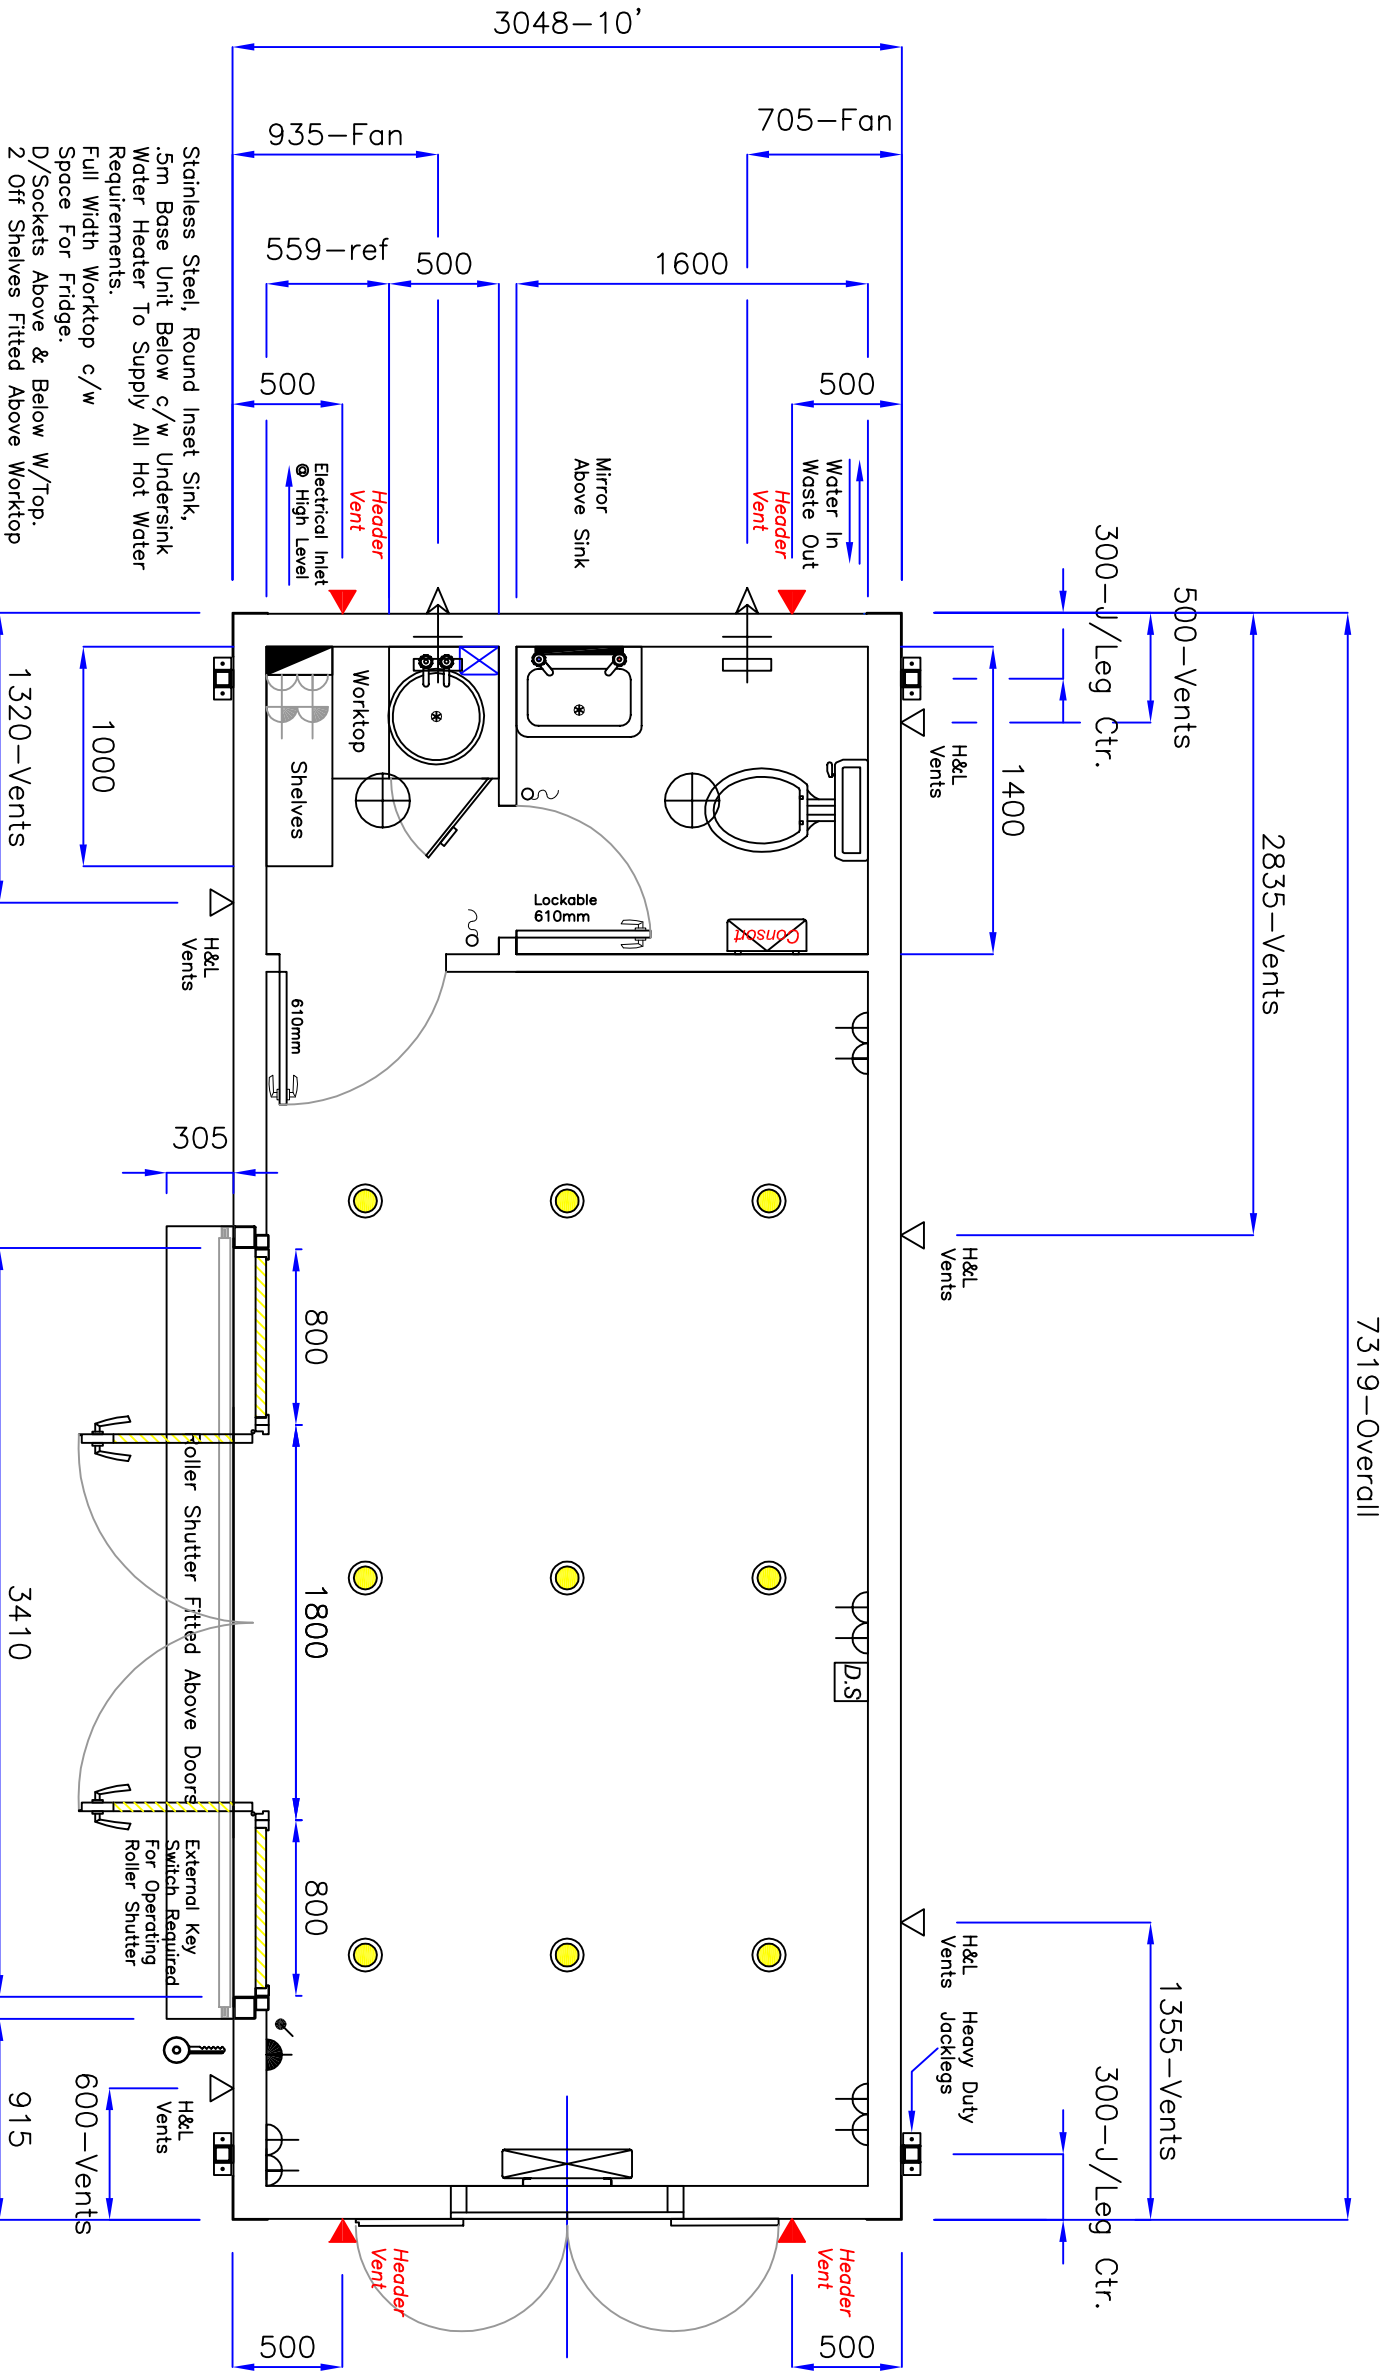 3048-10'
705-Fan
935-Fan
559-ref
500
1600
500
500
Stainless Steel, Round Inset Sink,
.5m Base Unit Below c/w Undersink
Water Heater To Supply All Hot Water
Requirements.
Full Width Worktop c/w
Space For Fridge.
D/Sockets Above & Below W/Top.
2 Off Shelves Fitted Above Worktop
Electrical Inlet
@ High Level
Header
Vent
Mirror
Above Sink
Header
Vent
Water In
Waste Out
300-J/Leg Ctr.
500-Vents
2835-Vents
7319-Overall
1400
H&L
Vents
1320-Vents
1000
Worktop
Shelves
Lockable
610mm
Consort
H&L
Vents
610mm
305
H&L
Vents
800
1800
800
3410
D.S
Roller Shutter Fitted Above Doors
External Key
Switch Required
For Operating
Roller Shutter
H&L
Vents
Heavy Duty
Jacklegs
1355-Vents
300-J/Leg Ctr.
H&L
Vents
600-Vents
915
Header
Vent
Header
Vent
500
500